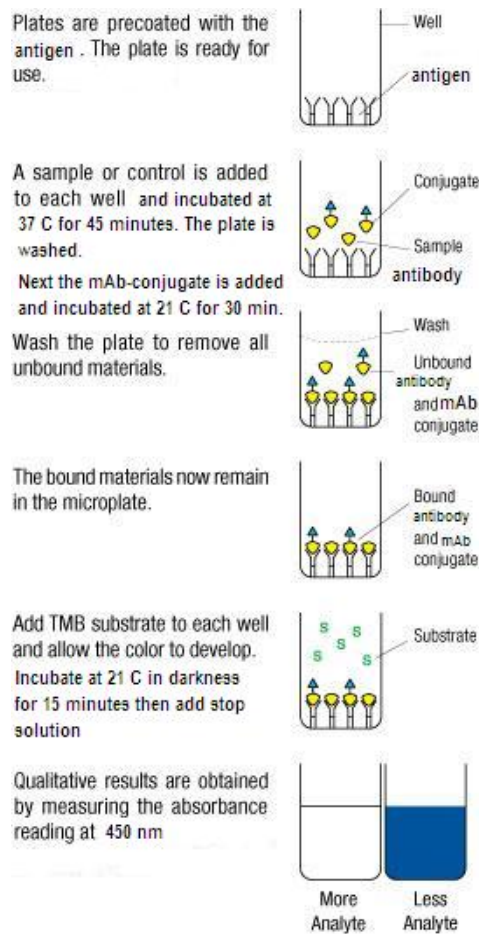 Plates are precoated with the
antigen . The plate is ready for
use.
Well
antigen
A sample or control is added
to each well and incubated at
37 C for 45 minutes. The plate is
washed.
Next the mAb-conjugate is added
and incubated at 21 C for 30 min.
Conjugate
Sample
antibody
Wash the plate to remove all
unbound materials.
Wash
Unbound
antibody
and mAb
conjugate
The bound materials now remain
in the microplate.
Bound
antibody
and mAb
conjugate
Add TMB substrate to each well
and allow the color to develop.
Incubate at 21 C in darkness
for 15 minutes then add stop
solution
S S
S
S S
Substrate
Qualitative results are obtained
by measuring the absorbance
reading at 450 nm
More
Analyte
Less
Analyte